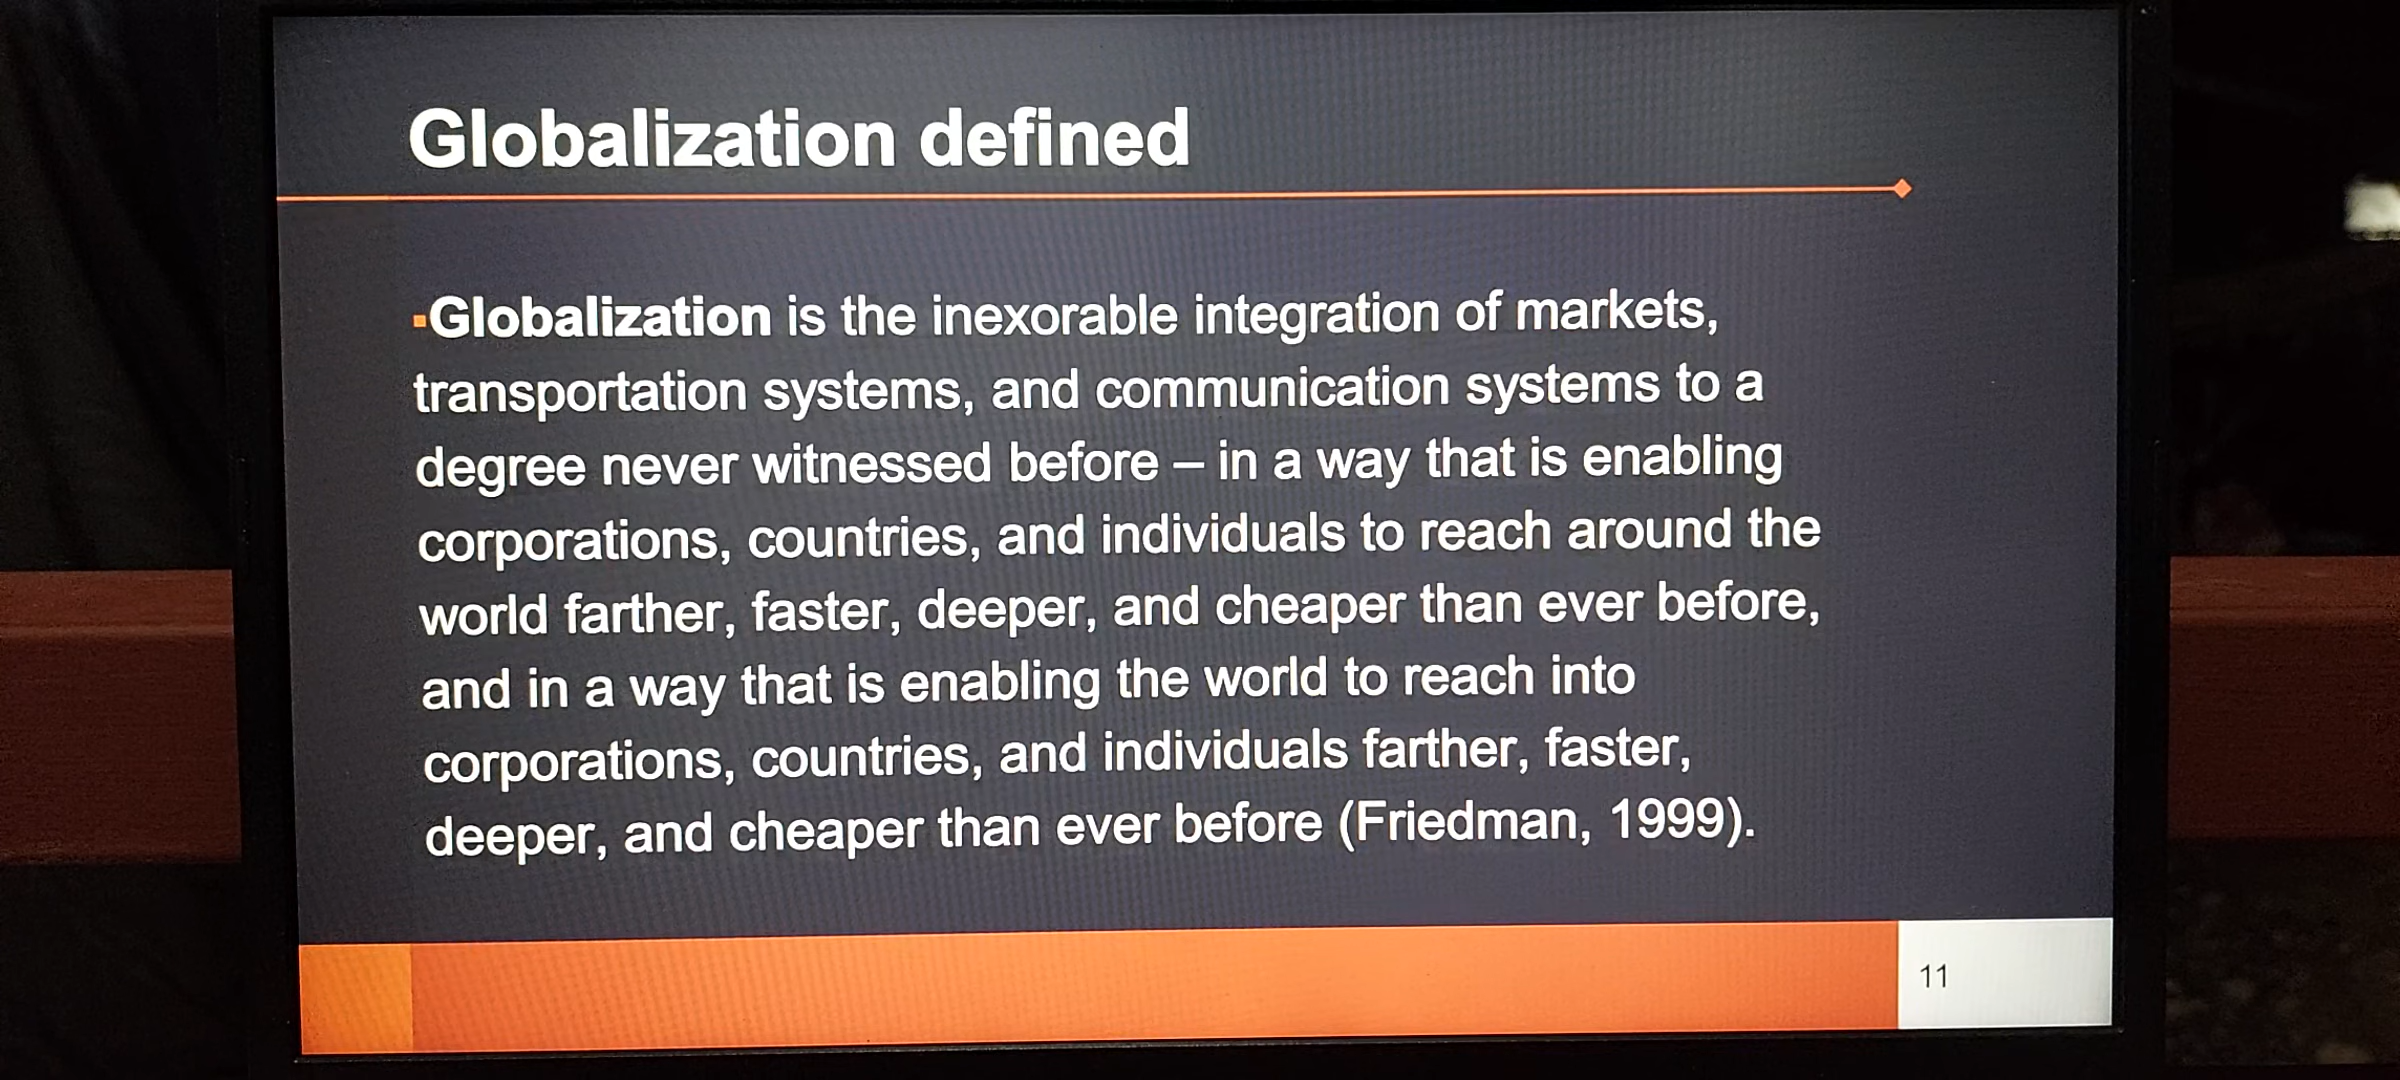 Globalization defined
▪Globalization is the inexorable integration of markets,
transportation systems, and communication systems to a
degree never witnessed before – in a way that is enabling
corporations, countries, and individuals to reach around the
world farther, faster, deeper, and cheaper than ever before,
and in a way that is enabling the world to reach into
corporations, countries, and individuals farther, faster,
deeper, and cheaper than ever before (Friedman, 1999).
11